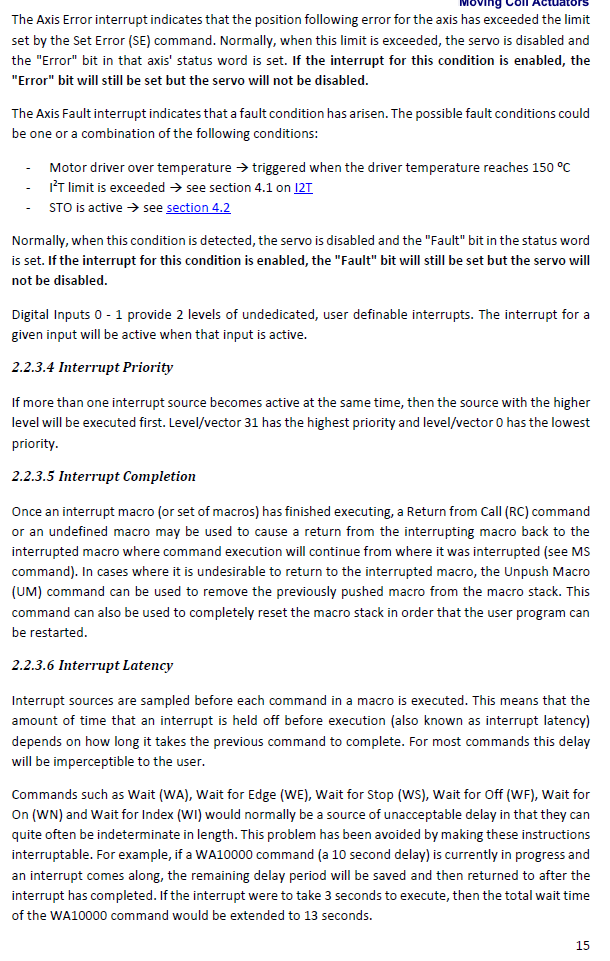 Moving Coil Actuators
The Axis Error interrupt indicates that the position following error for the axis has exceeded the limit
set by the Set Error (SE) command. Normally, when this limit is exceeded, the servo is disabled and
the "Error" bit in that axis' status word is set. If the interrupt for this condition is enabled, the
"Error" bit will still be set but the servo will not be disabled.
The Axis Fault interrupt indicates that a fault condition has arisen. The possible fault conditions could
be one or a combination of the following conditions:
- Motor driver over temperature → triggered when the driver temperature reaches 150 ºC
- I²T limit is exceeded → see section 4.1 on I2T
- STO is active → see section 4.2
Normally, when this condition is detected, the servo is disabled and the "Fault" bit in the status word
is set. If the interrupt for this condition is enabled, the "Fault" bit will still be set but the servo will
not be disabled.
Digital Inputs 0 - 1 provide 2 levels of undedicated, user definable interrupts. The interrupt for a
given input will be active when that input is active.
2.2.3.4 Interrupt Priority
If more than one interrupt source becomes active at the same time, then the source with the higher
level will be executed first. Level/vector 31 has the highest priority and level/vector 0 has the lowest
priority.
2.2.3.5 Interrupt Completion
Once an interrupt macro (or set of macros) has finished executing, a Return from Call (RC) command
or an undefined macro may be used to cause a return from the interrupting macro back to the
interrupted macro where command execution will continue from where it was interrupted (see MS
command). In cases where it is undesirable to return to the interrupted macro, the Unpush Macro
(UM) command can be used to remove the previously pushed macro from the macro stack. This
command can also be used to completely reset the macro stack in order that the user program can
be restarted.
2.2.3.6 Interrupt Latency
Interrupt sources are sampled before each command in a macro is executed. This means that the
amount of time that an interrupt is held off before execution (also known as interrupt latency)
depends on how long it takes the previous command to complete. For most commands this delay
will be imperceptible to the user.
Commands such as Wait (WA), Wait for Edge (WE), Wait for Stop (WS), Wait for Off (WF), Wait for
On (WN) and Wait for Index (WI) would normally be a source of unacceptable delay in that they can
quite often be indeterminate in length. This problem has been avoided by making these instructions
interruptable. For example, if a WA10000 command (a 10 second delay) is currently in progress and
an interrupt comes along, the remaining delay period will be saved and then returned to after the
interrupt has completed. If the interrupt were to take 3 seconds to execute, then the total wait time
of the WA10000 command would be extended to 13 seconds.
15